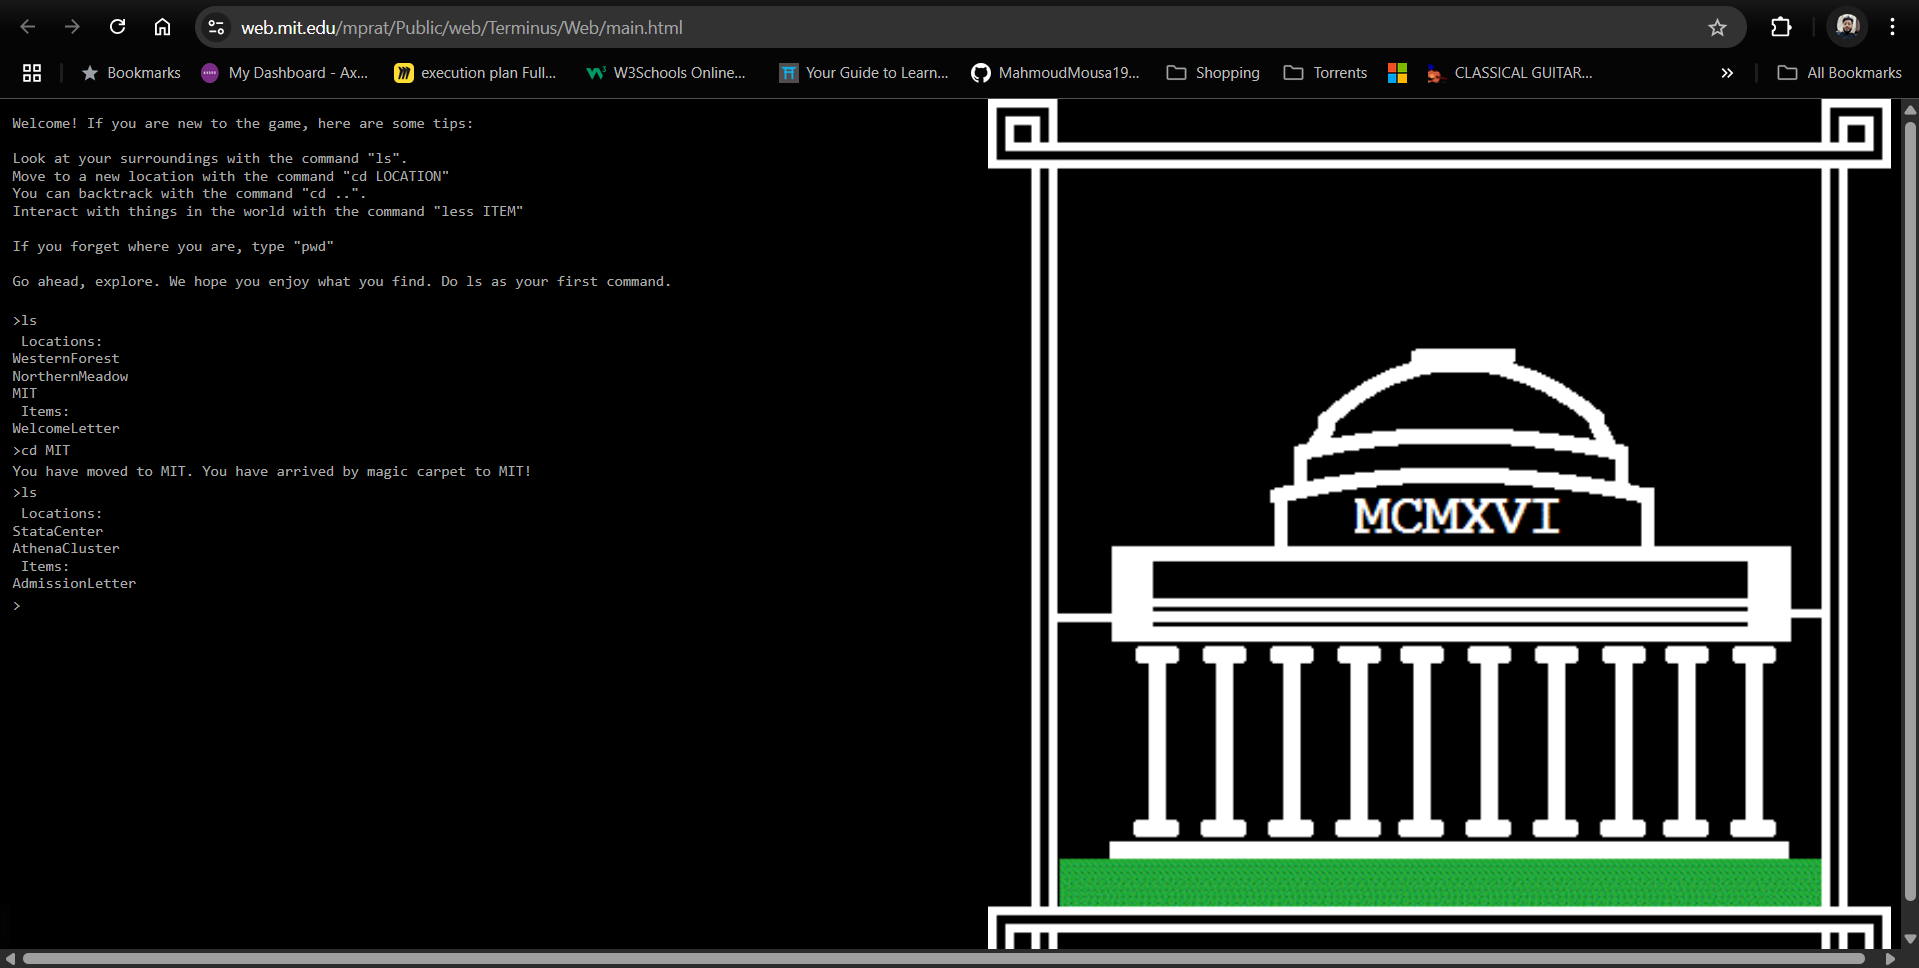 web.mit.edu/mprat/Public/web/Terminus/Web/main.html
Bookmarks
My Dashboard - Ax...
execution plan Full...
W3Schools Online...
Your Guide to Learn...
MahmoudMousa19...
Shopping
Torrents
CLASSICAL GUITAR...
All Bookmarks
Welcome! If you are new to the game, here are some tips:
Look at your surroundings with the command "ls".
Move to a new location with the command "cd LOCATION"
You can backtrack with the command "cd ..".
Interact with things in the world with the command "less ITEM"
If you forget where you are, type "pwd"
Go ahead, explore. We hope you enjoy what you find. Do ls as your first command.
>ls
Locations:
WesternForest
NorthernMeadow
MIT
Items:
WelcomeLetter
>cd MIT
You have moved to MIT. You have arrived by magic carpet to MIT!
>ls
Locations:
StataCenter
AthenaCluster
Items:
AdmissionLetter
>
MCMXVI